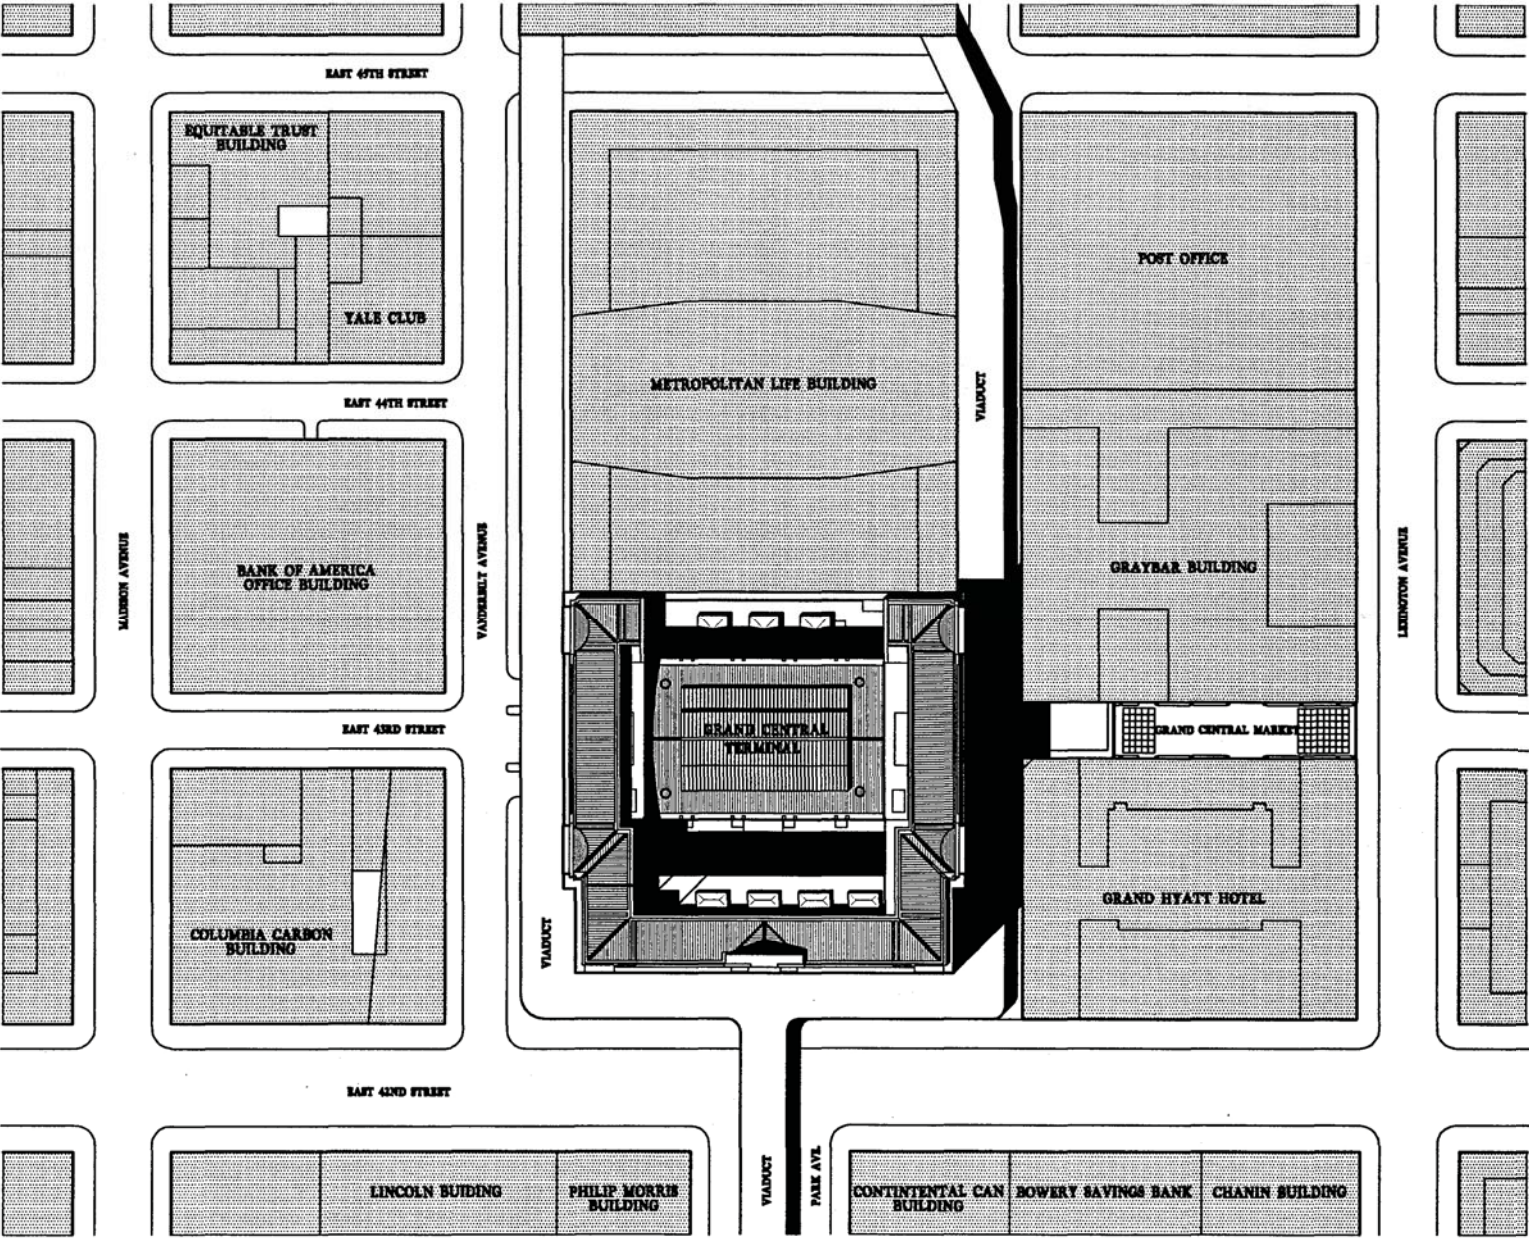 EAST 45TH STREET
EQUITABLE TRUST
BUILDING
POST OFFICE
YALE CLUB
METROPOLITAN LIFE BUILDING
VIADUCT
EAST 44TH STREET
MADISON AVENUE
BANK OF AMERICA
OFFICE BUILDING
VANDERBILT AVENUE
GRAYBAR BUILDING
LEXINGTON AVENUE
EAST 43RD STREET
GRAND CENTRAL
TERMINAL
GRAND CENTRAL MARKET
GRAND HYATT HOTEL
COLUMBIA CARBON
BUILDING
VIADUCT
EAST 42ND STREET
LINCOLN BUIDING
PHILIP MORRIS
BUILDING
VIADUCT
PARK AVE.
CONTINTENTAL CAN
BUILDING
BOWERY SAVINGS BANK
CHANIN BUILDING